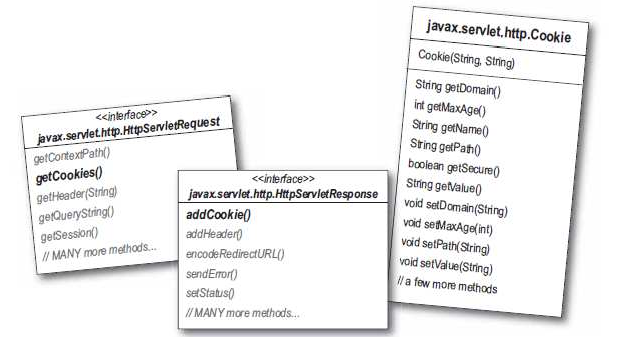 <<interface>>
javax.servlet.http.HttpServletRequest
getContextPath()
getCookies()
getHeader(String)
getQueryString()
getSession()
// MANY more methods...
<<interface>>
javax.servlet.http.HttpServletResponse
addCookie()
addHeader()
encodeRedirectURL()
sendError()
setStatus()
// MANY more methods...
javax.servlet.http.Cookie
Cookie(String, String)
String getDomain()
int getMaxAge()
String getName()
String getPath()
boolean getSecure()
String getValue()
void setDomain(String)
void setMaxAge(int)
void setPath(String)
void setValue(String)
// a few more methods